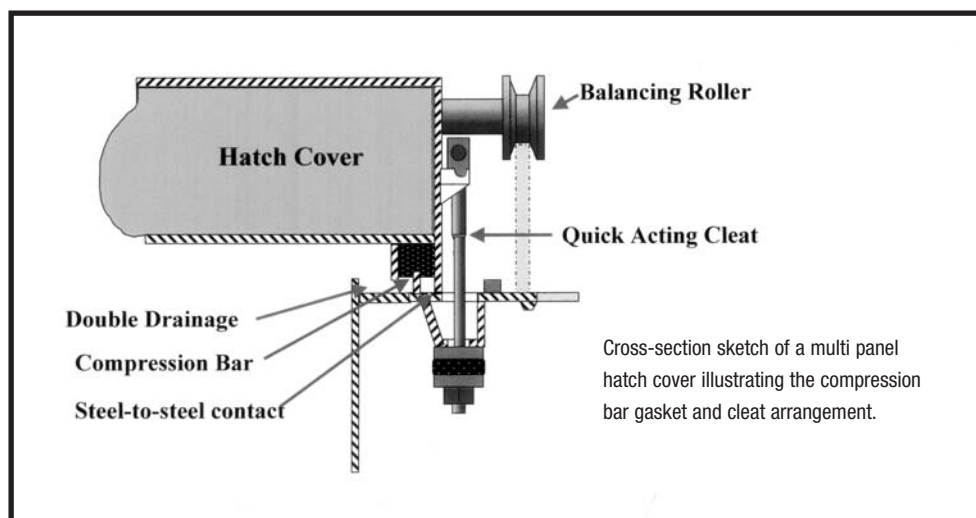 Balancing Roller
Hatch Cover
Quick Acting Cleat
Double Drainage
Compression Bar
Steel-to-steel contact
Cross-section sketch of a multi panel
hatch cover illustrating the compression
bar gasket and cleat arrangement.